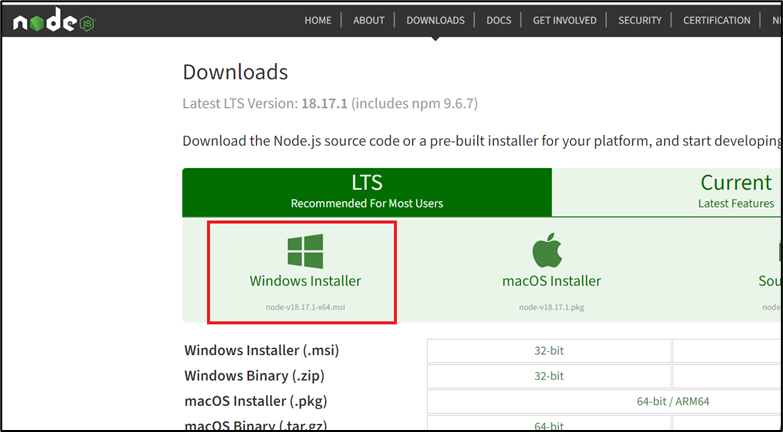 node JS
HOME ABOUT DOWNLOADS DOCS GET INVOLVED SECURITY CERTIFICATION
Downloads
Latest LTS Version: 18.17.1 (includes npm 9.6.7)
Download the Node.js source code or a pre-built installer for your platform, and start developing
LTS
Recommended For Most Users
Current
Latest Features
Windows Installer
node-v18.17.1-x64.msi
macOS Installer
node-v18.17.1.pkg
Windows Installer (.msi) 32-bit
Windows Binary (.zip) 32-bit
macOS Installer (.pkg) 64-bit / ARM64
macOS Binary (.tar.gz) 64-bit